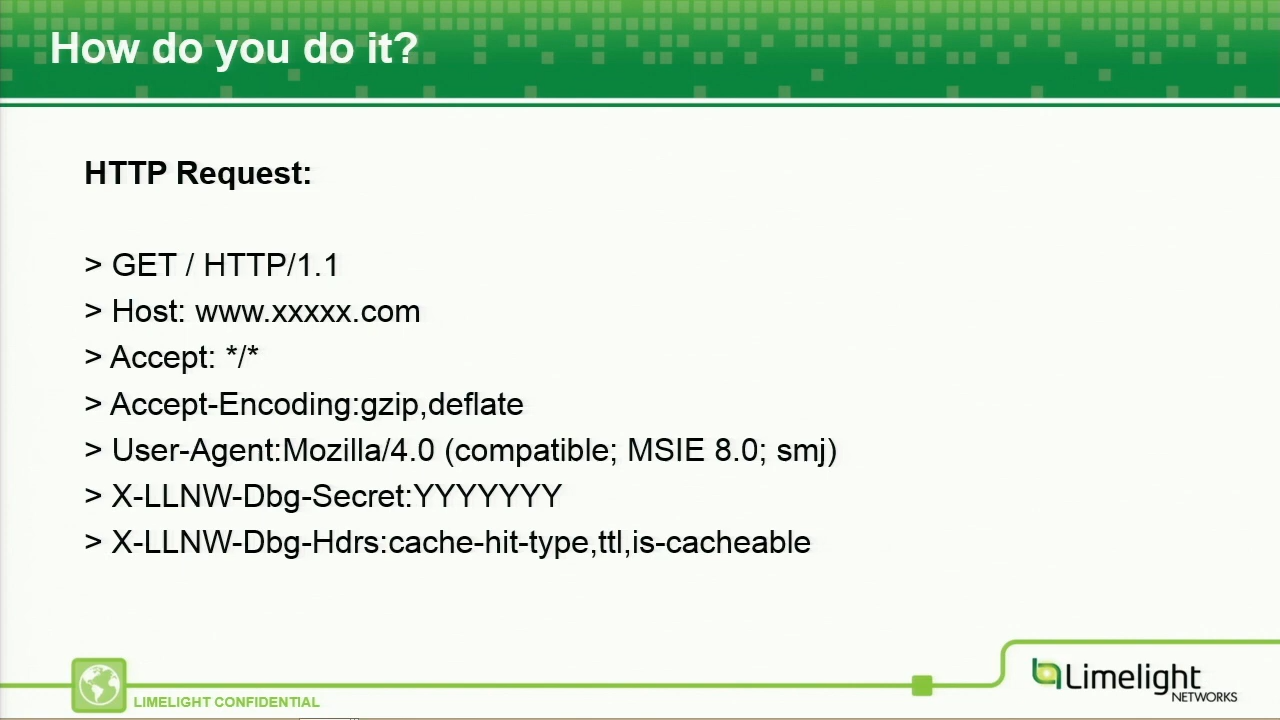 How do you do it?
HTTP Request:
> GET / HTTP/1.1
> Host: www.xxxxx.com
> Accept: */*
> Accept-Encoding:gzip,deflate
> User-Agent:Mozilla/4.0 (compatible; MSIE 8.0; smj)
> X-LLNW-Dbg-Secret:YYYYYYY
> X-LLNW-Dbg-Hdrs:cache-hit-type,ttl,is-cacheable
LIMELIGHT CONFIDENTIAL
Limelight
NETWORKS